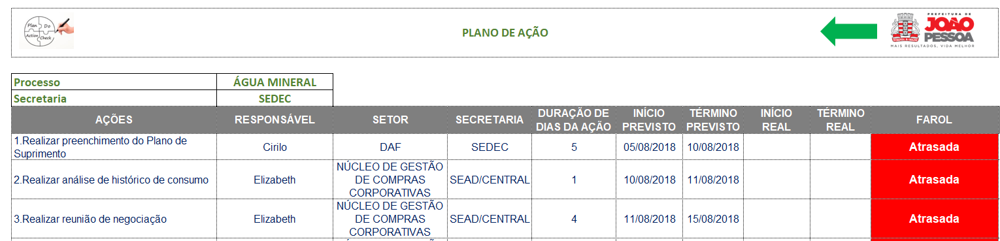 Plan Do
Action Check
PLANO DE AÇÃO
PREFEITURA DE
JOÃO
PESSOA
MAIS RESULTADOS, VIDA MELHOR
Processo ÁGUA MINERAL
Secretaria SEDEC
AÇÕES RESPONSÁVEL SETOR SECRETARIA DURAÇÃO DE DIAS DA AÇÃO INÍCIO PREVISTO TÉRMINO PREVISTO INÍCIO REAL TÉRMINO REAL FAROL
1.Realizar preenchimento do Plano de
Suprimento
Cirilo DAF SEDEC 5 05/08/2018 10/08/2018 Atrasada
2.Realizar análise de histórico de consumo Elizabeth
NÚCLEO DE GESTÃO
DE COMPRAS
CORPORATIVAS
SEAD/CENTRAL 1 10/08/2018 11/08/2018 Atrasada
3.Realizar reunião de negociação Elizabeth
NÚCLEO DE GESTÃO
DE COMPRAS
CORPORATIVAS
SEAD/CENTRAL 4 11/08/2018 15/08/2018 Atrasada